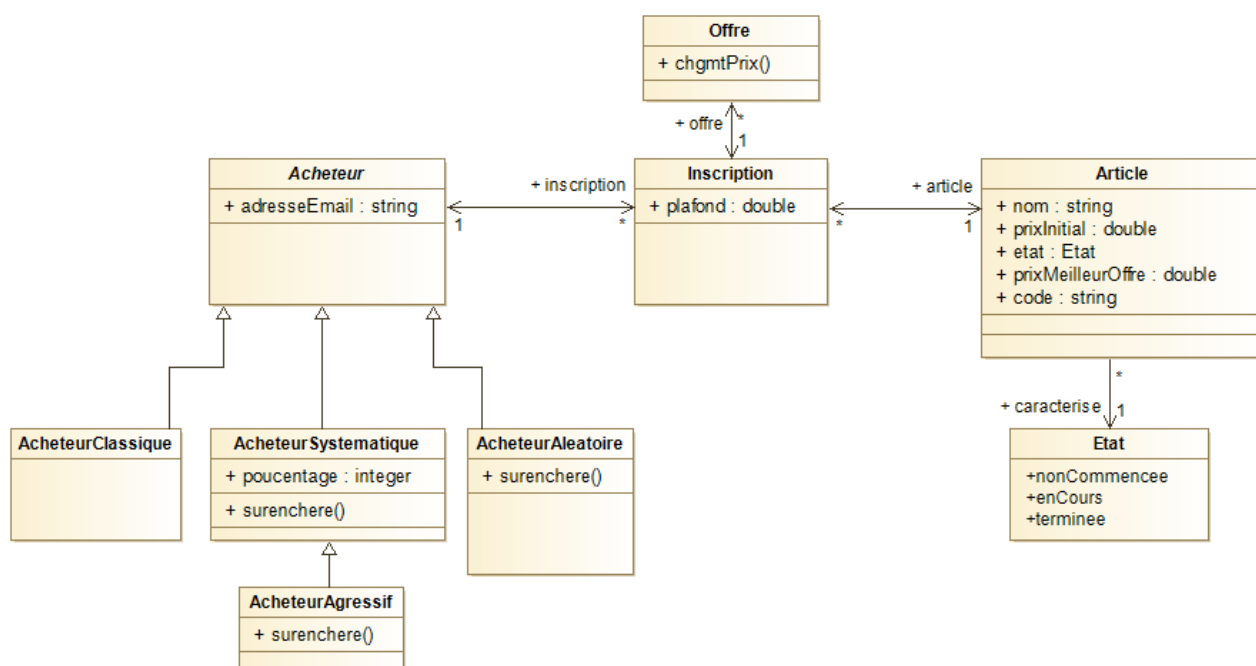 Offre
+ chgmtPrix()
+ offre
*
1
Acheteur
+ adresseEmail : string
+ inscription
1
*
Inscription
+ plafond : double
+ article
*
1
Article
+ nom : string
+ prixInitial : double
+ etat : Etat
+ prixMeilleurOffre : double
+ code : string
*
+ caracterise
1
AcheteurClassique
AcheteurSystematique
+ poucentage : integer
+ surenchere()
AcheteurAleatoire
+ surenchere()
Etat
+nonCommencee
+enCours
+terminee
AcheteurAgressif
+ surenchere()